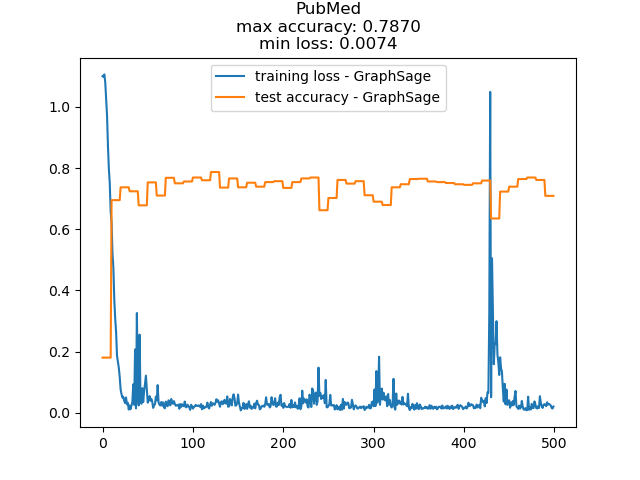 PubMed
max accuracy: 0.7870
min loss: 0.0074
training loss - GraphSage
test accuracy - GraphSage
1.0
0.8
0.6
0.4
0.2
0.0
0 100 200 300 400 500